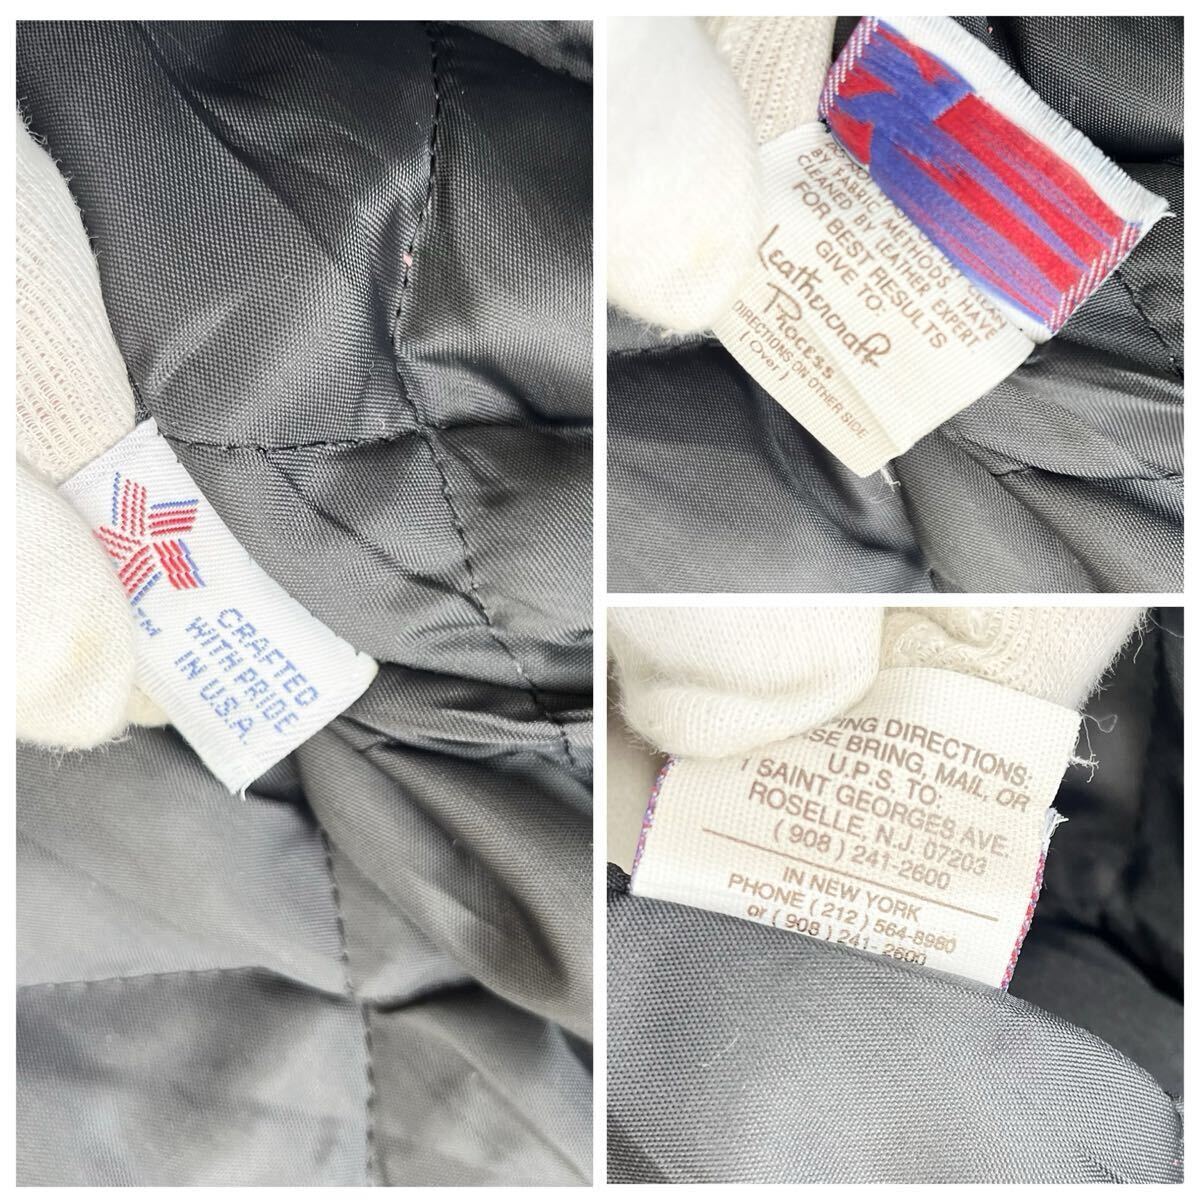 TM
CRAFTED
WITH PRIDE
IN U.S.A.
BY FABRIC METHODS. HAVE
CLEANED BY LEATHER EXPERT.
FOR BEST RESULTS
GIVE TO:
Leathercraft
Process
DIRECTIONS ON OTHER SIDE
(Over)
DIRECTIONS:
BRING, MAIL, OR
U.P.S. TO:
1 SAINT GEORGES AVE.
ROSELLE, N.J. 07203
(908) 241-2600
IN NEW YORK
PHONE (212) 564-8980
or (908) 241-2600